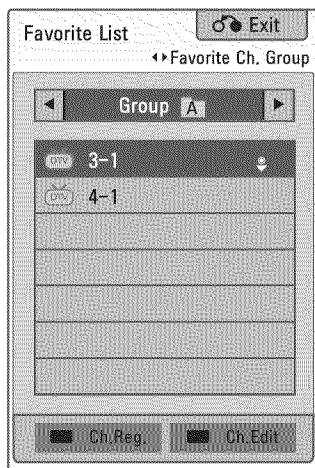 Favorite List
Exit
Favorite Ch. Group
Group A
DTV 3-1
DTV 4-1
Ch.Reg. Ch.Edit